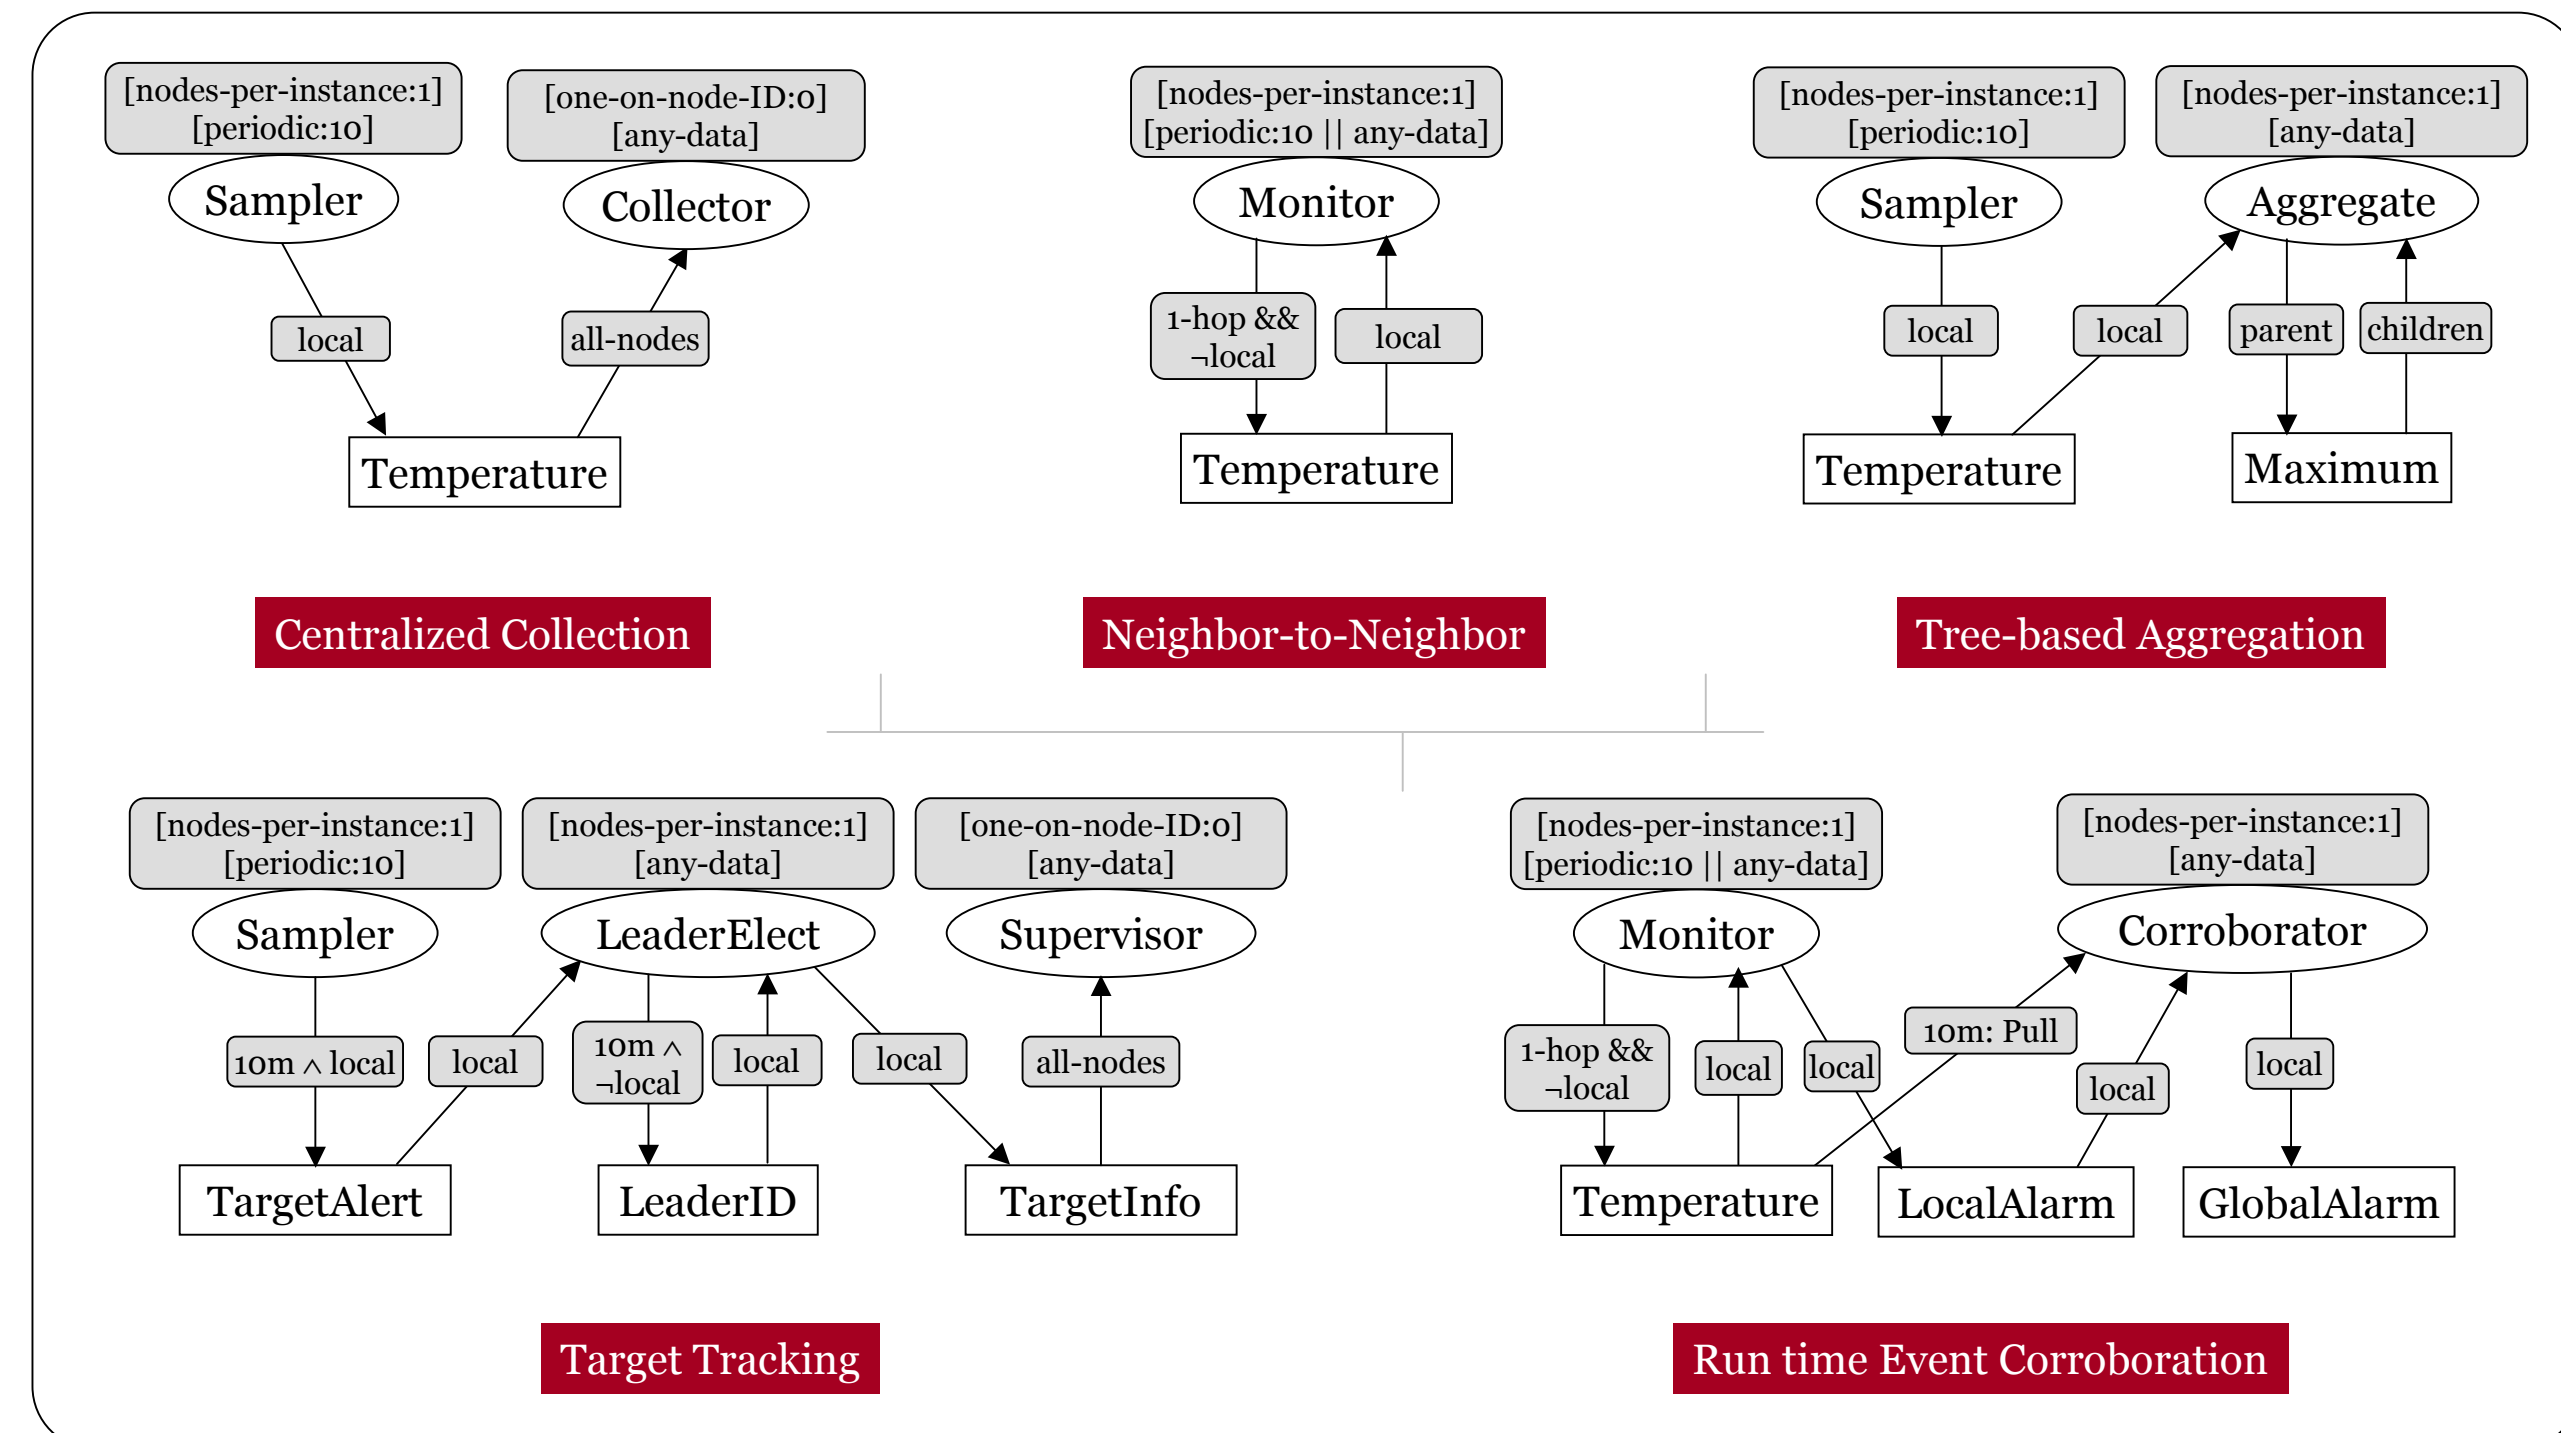 [nodes-per-instance:1]
[periodic:10]
[one-on-node-ID:0]
[any-data]
Sampler
Collector
local
all-nodes
Temperature
Centralized Collection
[nodes-per-instance:1]
[periodic:10 || any-data]
Monitor
1-hop &&
¬local
local
Temperature
Neighbor-to-Neighbor
[nodes-per-instance:1]
[periodic:10]
[nodes-per-instance:1]
[any-data]
Sampler
Aggregate
local
local
parent
children
Temperature
Maximum
Tree-based Aggregation
[nodes-per-instance:1]
[periodic:10]
[nodes-per-instance:1]
[any-data]
[one-on-node-ID:0]
[any-data]
Sampler
LeaderElect
Supervisor
10m ∧ local
local
10m ∧
¬local
local
local
all-nodes
TargetAlert
LeaderID
TargetInfo
Target Tracking
[nodes-per-instance:1]
[periodic:10 || any-data]
[nodes-per-instance:1]
[any-data]
Monitor
Corroborator
1-hop &&
¬local
local
local
10m: Pull
local
local
Temperature
LocalAlarm
GlobalAlarm
Run time Event Corroboration